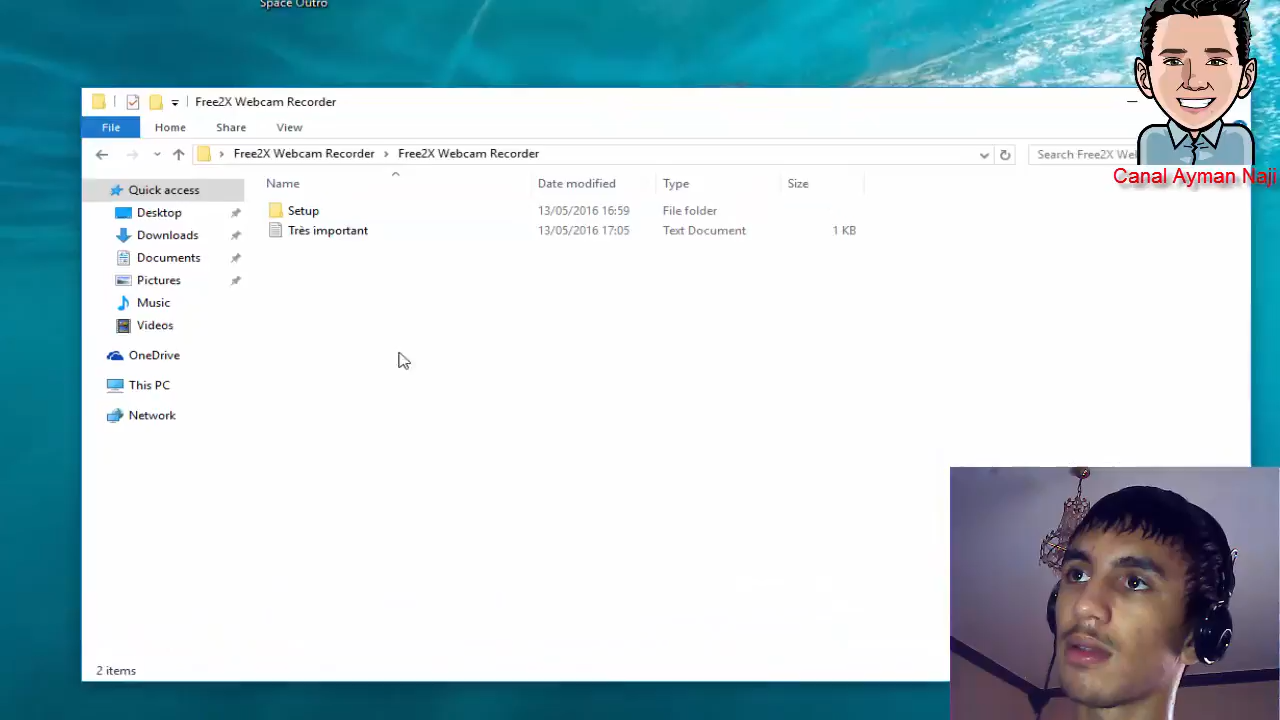 Space Outro
Free2X Webcam Recorder
File Home Share View
Free2X Webcam Recorder Free2X Webcam Recorder Search Free2X We
Canal Ayman Naji
Name Date modified Type Size
Quick access
Setup 13/05/2016 16:59 File folder
Très important 13/05/2016 17:05 Text Document 1 KB
Desktop
Downloads
Documents
Pictures
Music
Videos
OneDrive
This PC
Network
2 items